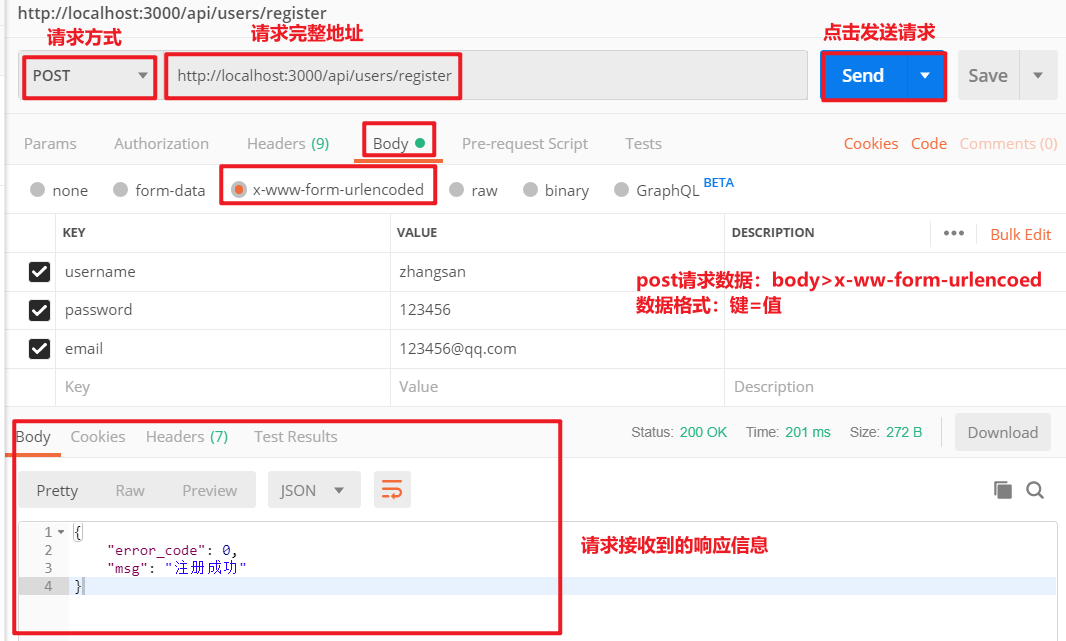 http://localhost:3000/api/users/register
请求方式 请求完整地址 点击发送请求
POST http://localhost:3000/api/users/register Send Save
Params Authorization Headers (9) Body Pre-request Script Tests Cookies Code Comments (0)
none form-data x-www-form-urlencoded raw binary GraphQL BETA
KEY VALUE DESCRIPTION ••• Bulk Edit
username zhangsan
post请求数据：body>x-ww-form-urlencoed
password 123456
数据格式：键=值
email 123456@qq.com
Key Value Description
Body Cookies Headers (7) Test Results Status: 200 OK Time: 201 ms Size: 272 B Download
Pretty Raw Preview JSON
1 {
2 "error_code": 0,
3 "msg": "注册成功"
4 }
请求接收到的响应信息